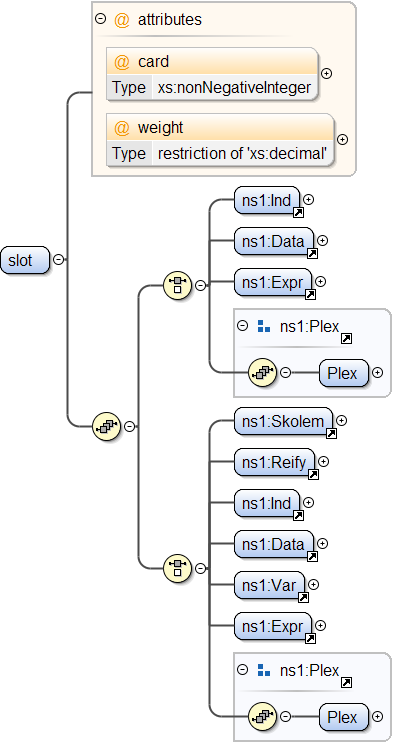 attributes
@ card
Type xs:nonNegativeInteger
@ weight
Type restriction of 'xs:decimal'
slot
ns1:Ind
ns1:Data
ns1:Expr
ns1:Plex
Plex
ns1:Skolem
ns1:Reify
ns1:Ind
ns1:Data
ns1:Var
ns1:Expr
ns1:Plex
Plex